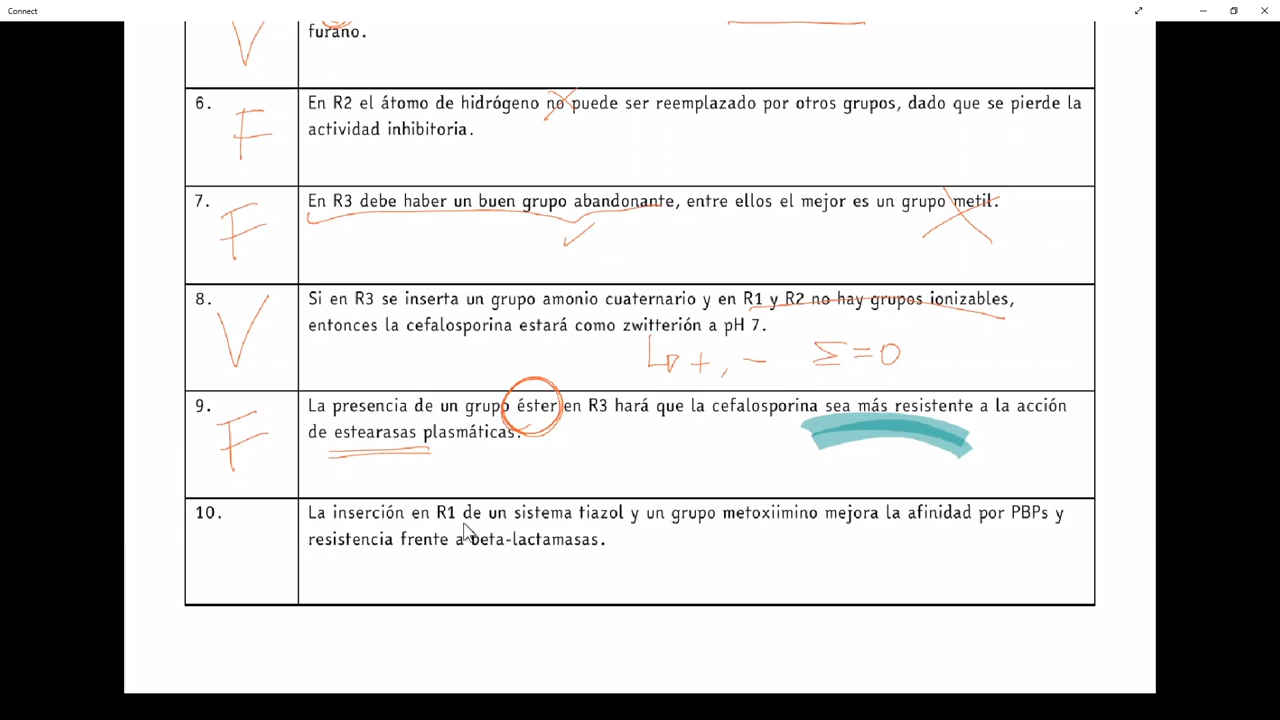 Connect
V
furano.
6.
F
En R2 el átomo de hidrógeno no puede ser reemplazado por otros grupos, dado que se pierde la
actividad inhibitoria.
7.
F
En R3 debe haber un buen grupo abandonante, entre ellos el mejor es un grupo metil.
8.
V
Si en R3 se inserta un grupo amonio cuaternario y en R1 y R2 no hay grupos ionizables,
entonces la cefalosporina estará como zwitterión a pH 7.
+, - Σ=0
9.
F
La presencia de un grupo éster en R3 hará que la cefalosporina sea más resistente a la acción
de estearasas plasmáticas.
10.
La inserción en R1 de un sistema tiazol y un grupo metoxiimino mejora la afinidad por PBPs y
resistencia frente a beta-lactamasas.